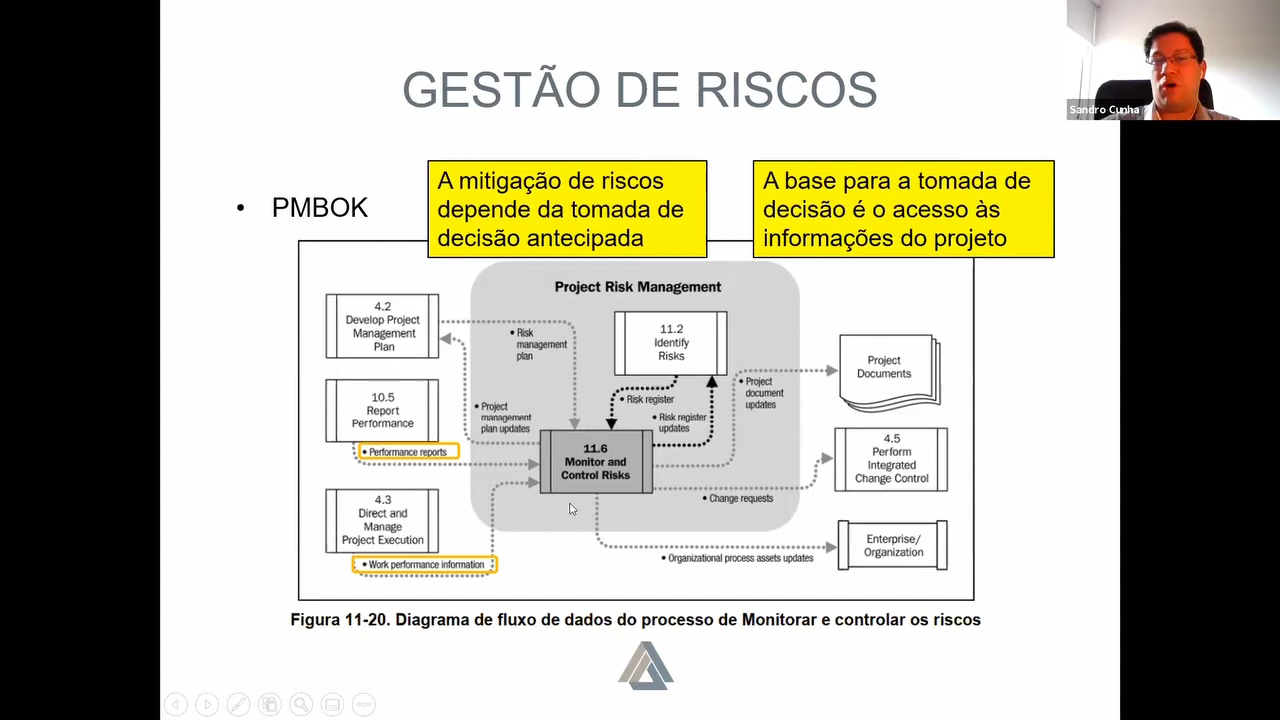 GESTÃO DE RISCOS
Sandro Cunha
• PMBOK
A mitigação de riscos
depende da tomada de
decisão antecipada
A base para a tomada de
decisão é o acesso às
informações do projeto
Project Risk Management
4.2
Develop Project
Management
Plan
• Risk
management
plan
11.2
Identify
Risks
Project
Documents
10.5
Report
Performance
• Performance reports
• Project
management
plan updates
• Risk register
• Risk register
updates
• Project
document
updates
11.6
Monitor and
Control Risks
4.5
Perform
Integrated
Change Control
• Change requests
4.3
Direct and
Manage
Project Execution
• Work performance information
Enterprise/
Organization
• Organizational process assets updates
Figura 11-20. Diagrama de fluxo de dados do processo de Monitorar e controlar os riscos